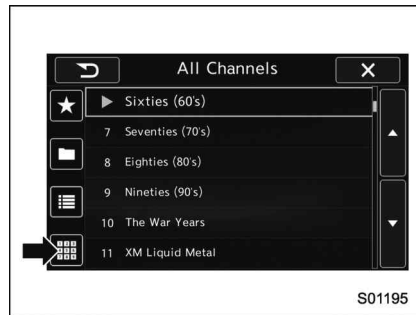 All Channels
Sixties (60's)
7 Seventies (70's)
8 Eighties (80's)
9 Nineties (90's)
10 The War Years
11 XM Liquid Metal
S01195